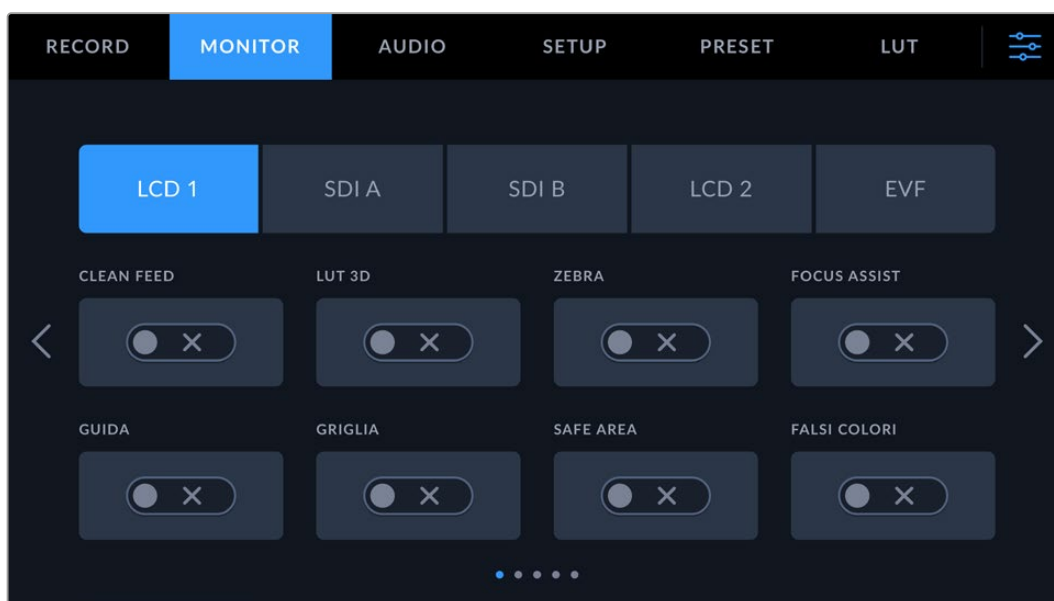 RECORD MONITOR AUDIO SETUP PRESET LUT
LCD 1 SDI A SDI B LCD 2 EVF
CLEAN FEED LUT 3D ZEBRA FOCUS ASSIST
GUIDA GRIGLIA SAFE AREA FALSI COLORI